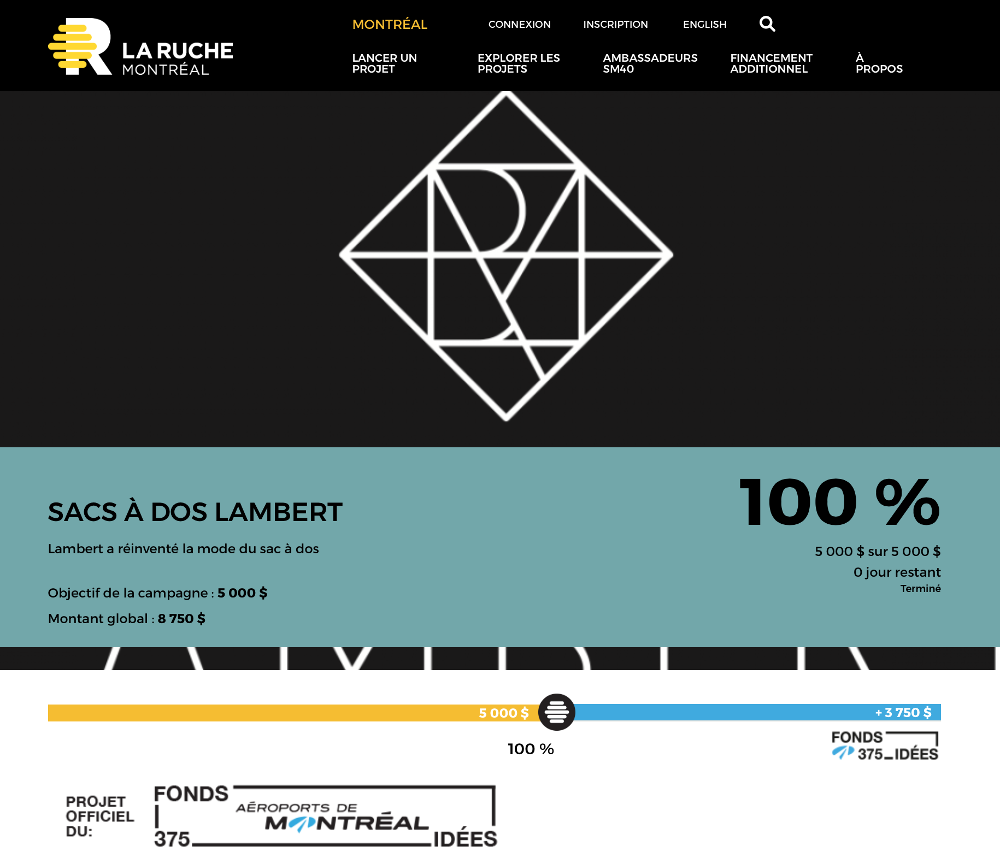 LA RUCHE
MONTRÉAL
MONTRÉAL
CONNEXION
INSCRIPTION
ENGLISH
LANCER UN
PROJET
EXPLORER LES
PROJETS
AMBASSADEURS
SM40
FINANCEMENT
ADDITIONNEL
À
PROPOS
SACS À DOS LAMBERT
Lambert a réinventé la mode du sac à dos
Objectif de la campagne : 5 000 $
Montant global : 8 750 $
100 %
5 000 $ sur 5 000 $
0 jour restant
Terminé
5 000 $
+ 3 750 $
100 %
FONDS
375 IDÉES
PROJET
OFFICIEL
DU:
FONDS
AÉROPORTS DE
MONTRÉAL
375 IDÉES